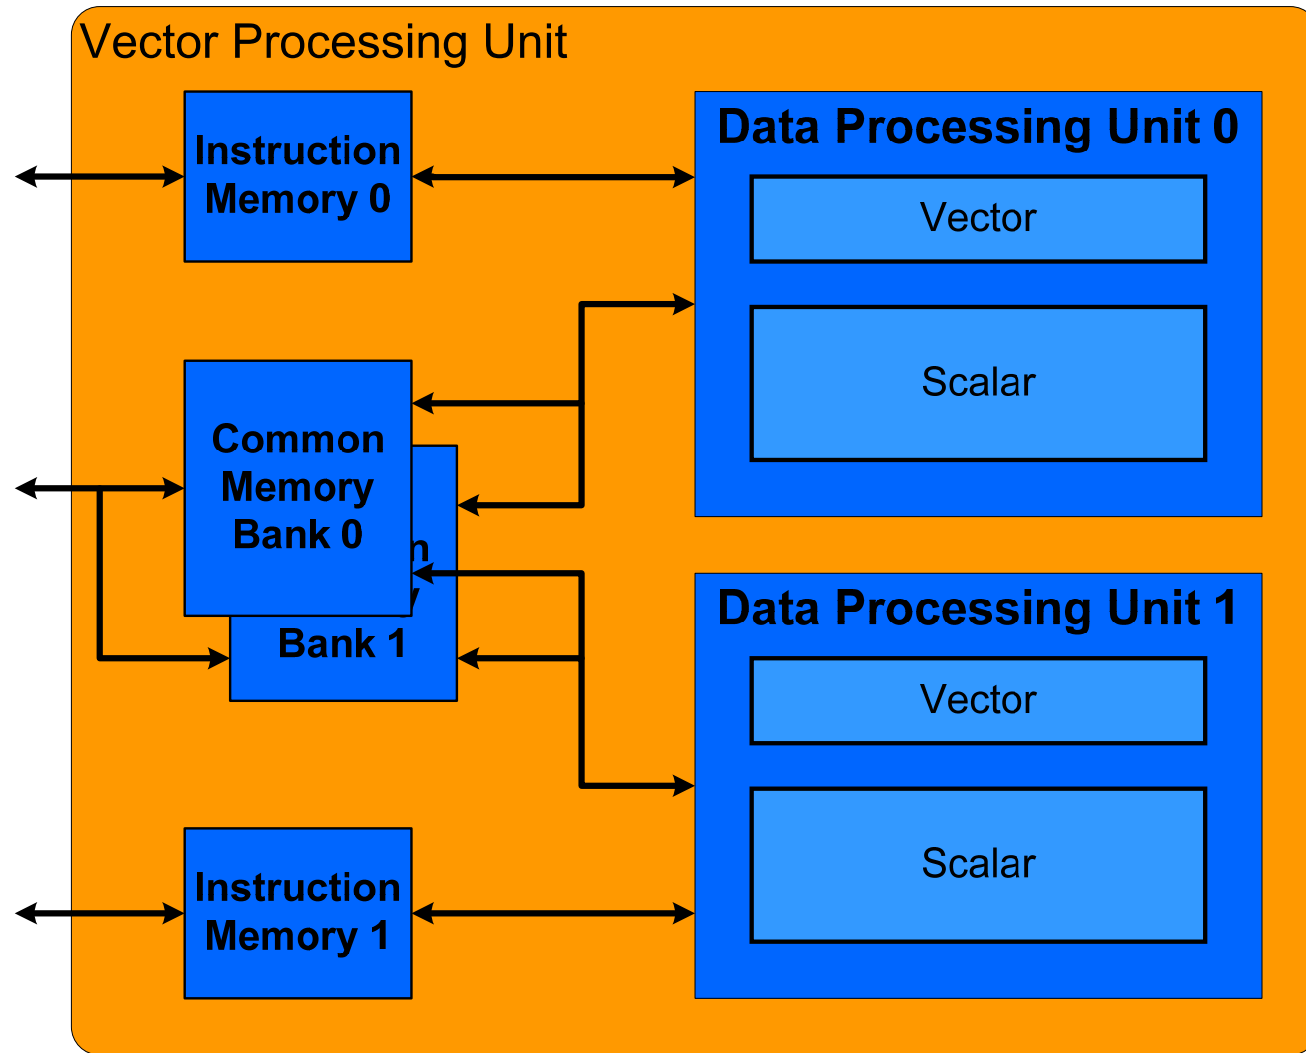 Vector Processing Unit
Instruction
Memory 0
Data Processing Unit 0
Vector
Scalar
Common
Memory
Bank 0
Bank 1
Data Processing Unit 1
Vector
Scalar
Instruction
Memory 1